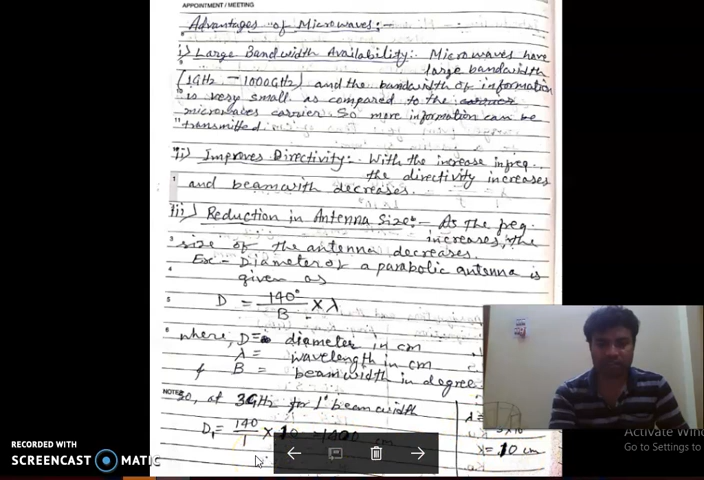 APPOINTMENT / MEETING
Advantages of Microwaves:-
i) Large Bandwidth Availability:- Microwaves have
large bandwidth
(1GHz - 1000GHz) and the bandwidth of information
is very small as compared to the carrier
microwaves carrier. So more information can be
transmitted.
ii) Improves Directivity:- With the increase in freq.,
the directivity increases
and beamwith decreases.
iii) Reduction in Antenna Size:- As the freq.
increases, the
size of the antenna decreases.
Ex:- Diameter of a parabolic antenna is
given as
D = 140°/B × λ
where, D = diameter in cm
λ = wavelength in cm
& B = beamwidth in degree
NOTES
So, at 3GHz for 1° beamwidth
D₁ = 140/1 × 10 = 1400 cm
λ = 10 cm
RECORDED WITH
SCREENCAST MATIC
Activate Win
Go to Settings to